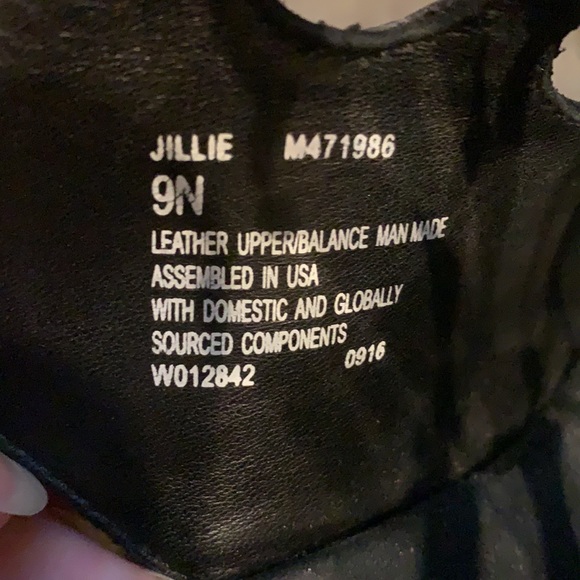 JILLIE M471986
9N
LEATHER UPPER/BALANCE MAN MADE
ASSEMBLED IN USA
WITH DOMESTIC AND GLOBALLY
SOURCED COMPONENTS
W012842 0916